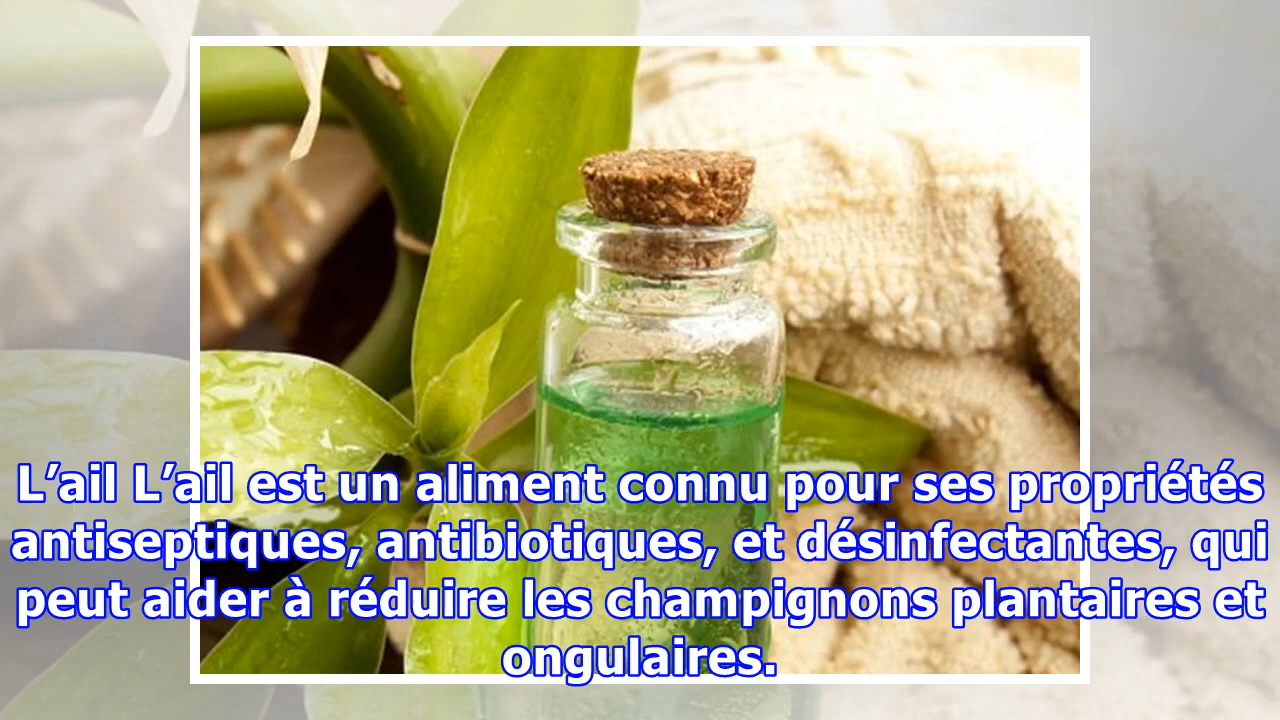 L’ail L’ail est un aliment connu pour ses propriétés
antiseptiques, antibiotiques, et désinfectantes, qui
peut aider à réduire les champignons plantaires et
ongulaires.